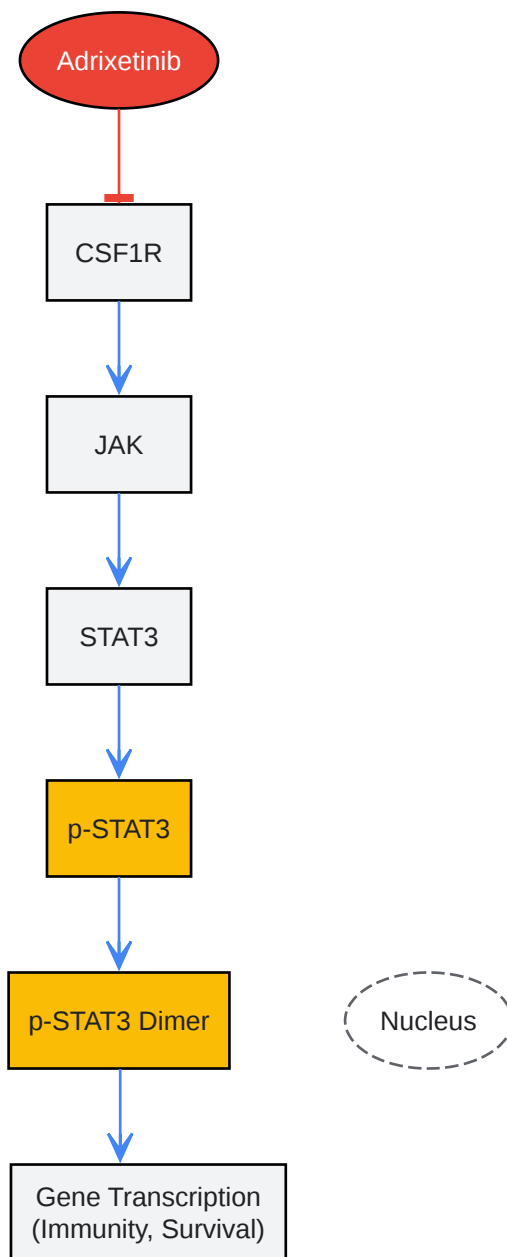 Adrixetinib
CSF1R
JAK
STAT3
p-STAT3
p-STAT3 Dimer
Nucleus
Gene Transcription
(Immunity, Survival)